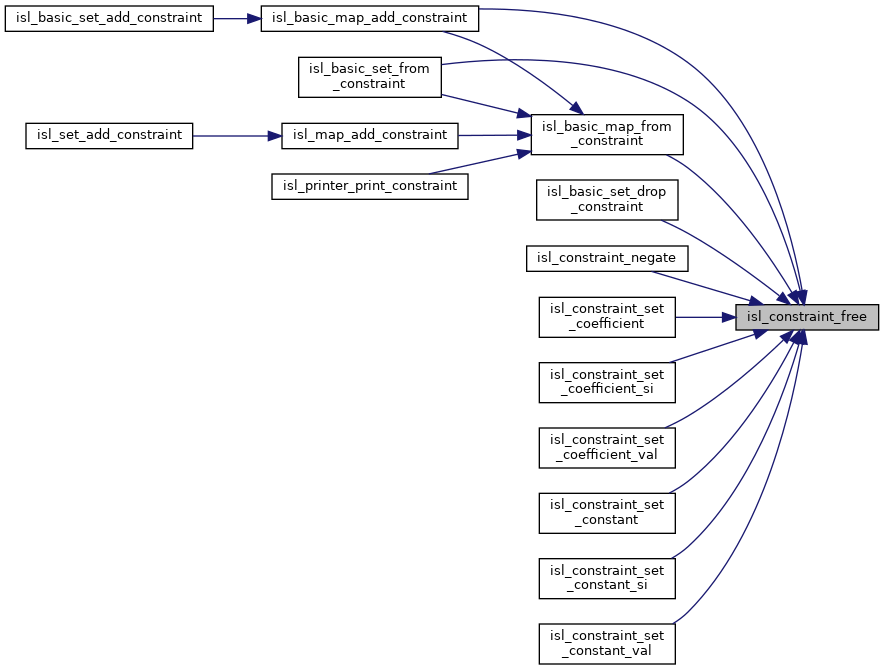 isl_basic_set_add_constraint
isl_basic_map_add_constraint
isl_basic_set_from
_constraint
isl_set_add_constraint
isl_map_add_constraint
isl_basic_map_from
_constraint
isl_printer_print_constraint
isl_basic_set_drop
_constraint
isl_constraint_negate
isl_constraint_set
_coefficient
isl_constraint_free
isl_constraint_set
_coefficient_si
isl_constraint_set
_coefficient_val
isl_constraint_set
_constant
isl_constraint_set
_constant_si
isl_constraint_set
_constant_val